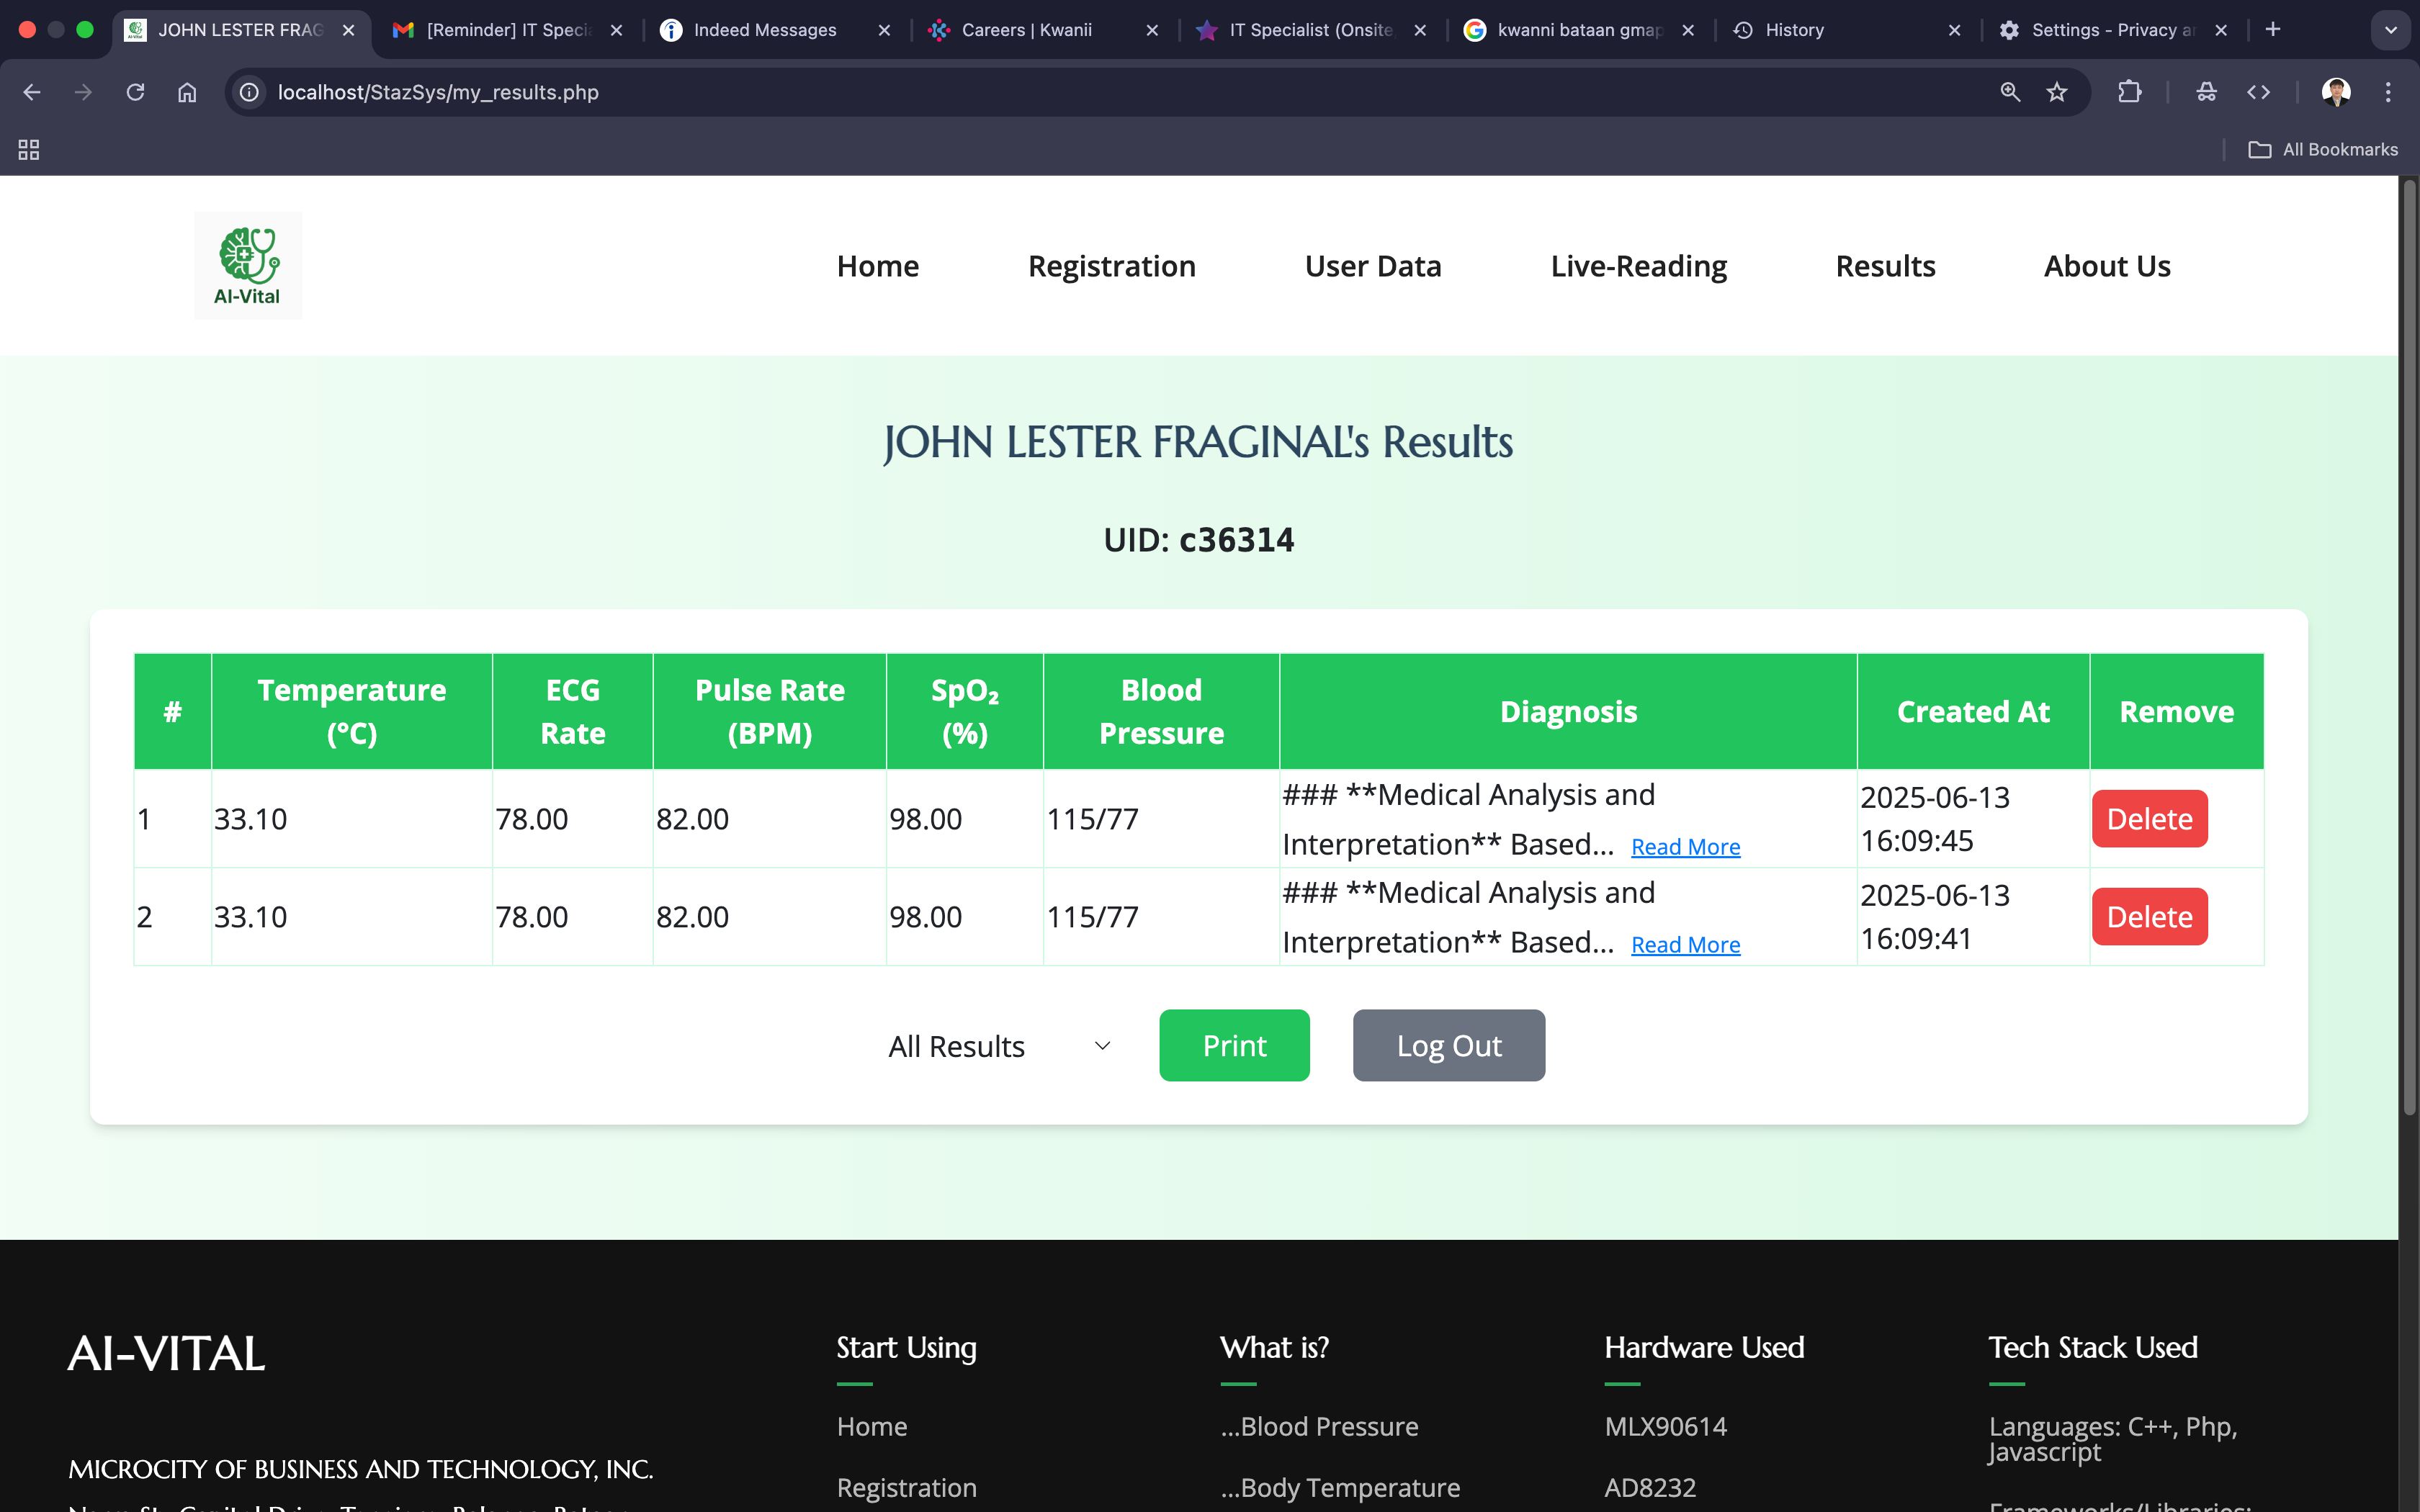 JOHN LESTER FRAG
[Reminder] IT Speci
Indeed Messages
Careers | Kwanii
IT Specialist (Onsite
kwanni bataan gmap
History
Settings - Privacy a
localhost/StazSys/my_results.php
All Bookmarks
AI-Vital
Home
Registration
User Data
Live-Reading
Results
About Us
JOHN LESTER FRAGINAL's Results
UID: c36314
# Temperature (°C) ECG Rate Pulse Rate (BPM) SpO₂ (%) Blood Pressure Diagnosis Created At Remove
1 33.10 78.00 82.00 98.00 115/77 ### **Medical Analysis and Interpretation** Based... Read More 2025-06-13 16:09:45 Delete
2 33.10 78.00 82.00 98.00 115/77 ### **Medical Analysis and Interpretation** Based... Read More 2025-06-13 16:09:41 Delete
All Results
Print
Log Out
AI-VITAL
MICROCITY OF BUSINESS AND TECHNOLOGY, INC.
Start Using
Home
Registration
What is?
...Blood Pressure
...Body Temperature
Hardware Used
MLX90614
AD8232
Tech Stack Used
Languages: C++, Php,
Javascript